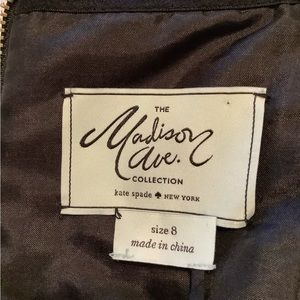 THE
Madison
Ave.
COLLECTION
kate spade ♠ NEW YORK
size 8
made in china